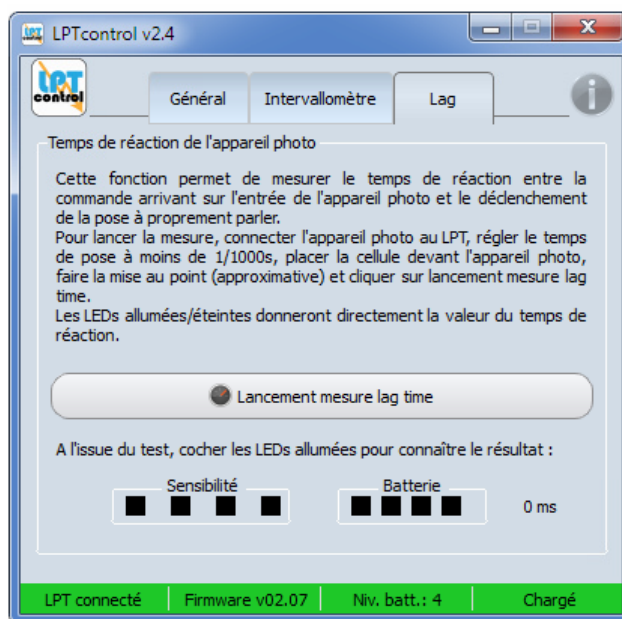 LPTcontrol v2.4
LPT
control
Général
Intervallomètre
Lag
i
Temps de réaction de l'appareil photo
Cette fonction permet de mesurer le temps de réaction entre la
commande arrivant sur l'entrée de l'appareil photo et le déclenchement
de la pose à proprement parler.
Pour lancer la mesure, connecter l'appareil photo au LPT, régler le temps
de pose à moins de 1/1000s, placer la cellule devant l'appareil photo,
faire la mise au point (approximative) et cliquer sur lancement mesure lag
time.
Les LEDs allumées/éteintes donneront directement la valeur du temps de
réaction.
Lancement mesure lag time
A l'issue du test, cocher les LEDs allumées pour connaître le résultat :
Sensibilité
Batterie
0 ms
LPT connecté
Firmware v02.07
Niv. batt.: 4
Chargé